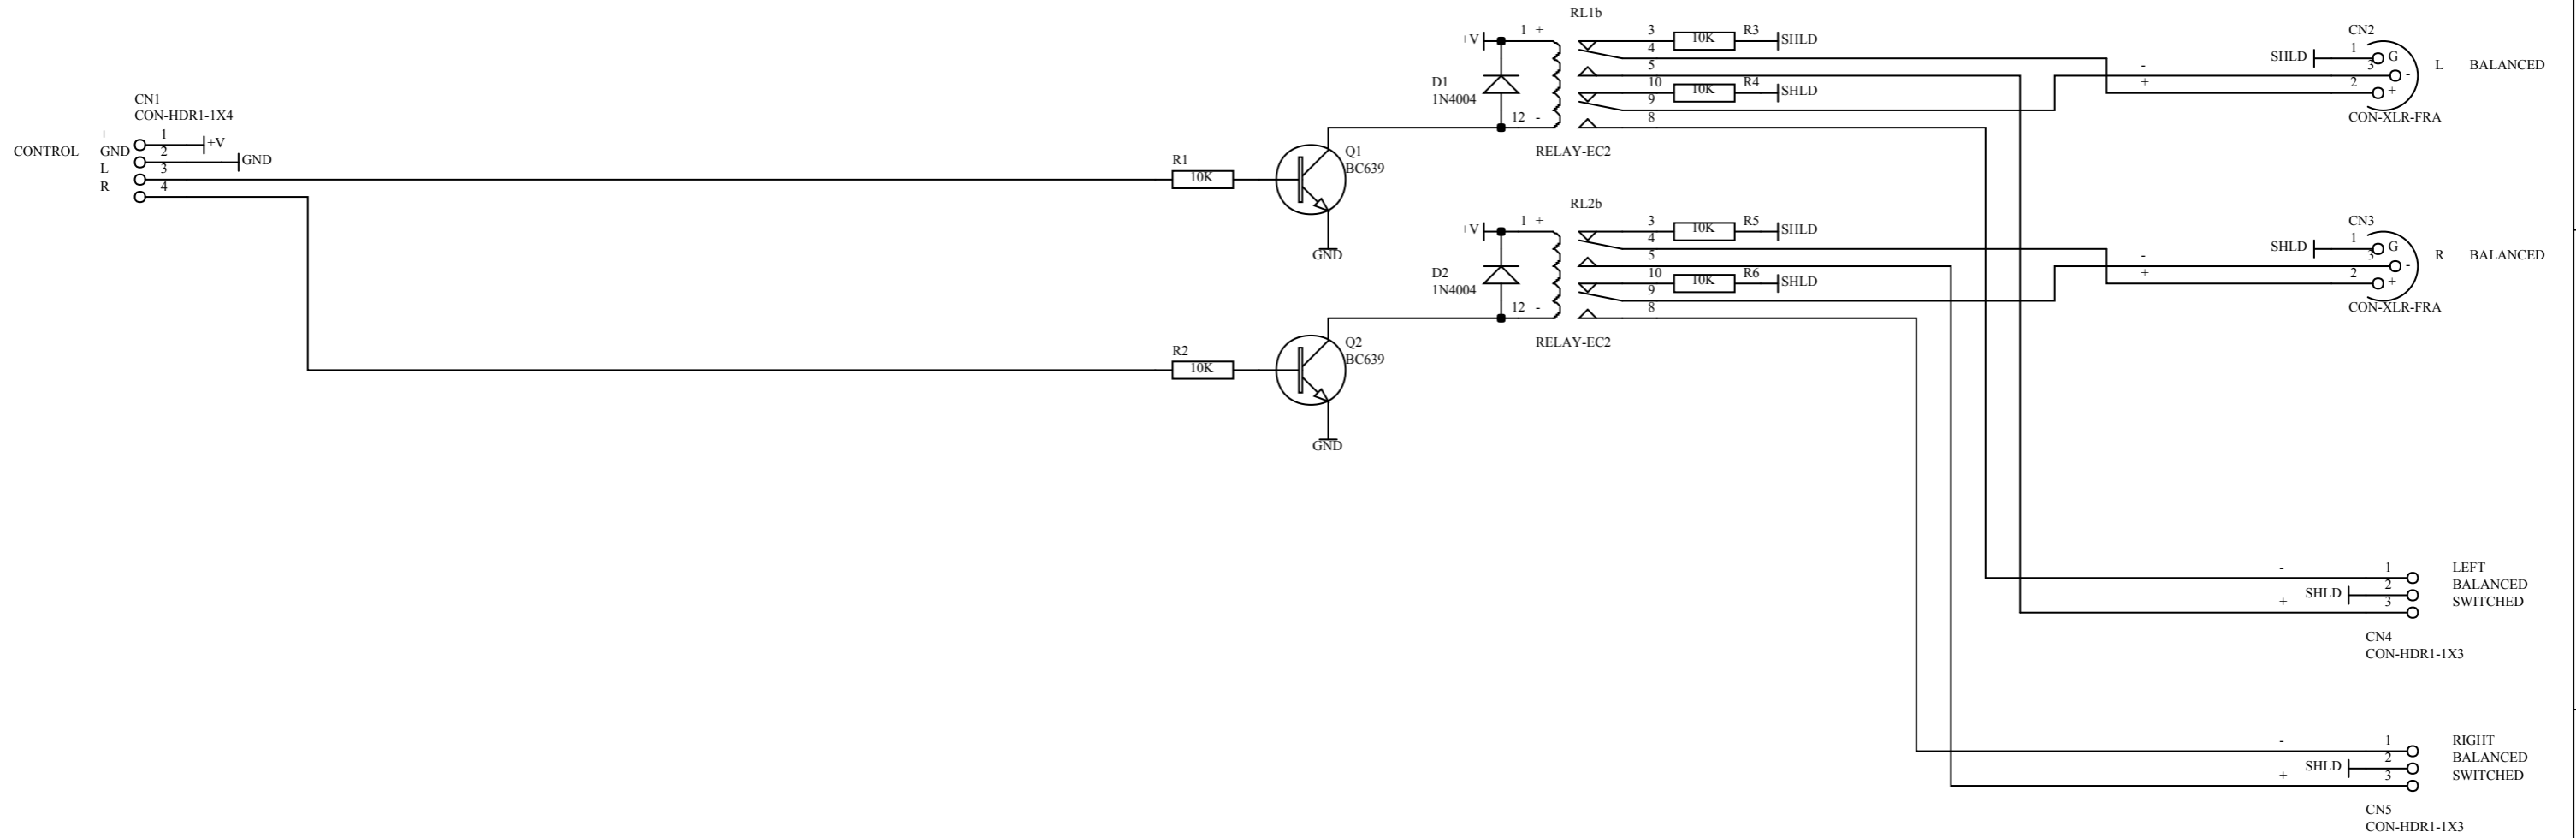 CN1
CON-HDR1-1X4
CONTROL
+ 1 +V
GND 2 GND
L 3
R 4
R1
10K
Q1
BC639
GND
R2
10K
Q2
BC639
GND
RL1b
+V 1 +
D1
1N4004
12 -
3 10K R3 SHLD
4
5
10 10K R4 SHLD
9
8
RELAY-EC2
RL2b
+V 1 +
D2
1N4004
12 -
3 10K R5 SHLD
4
5
10 10K R6 SHLD
9
8
RELAY-EC2
CN2
SHLD 1 G
- 3 -
+ 2 +
L BALANCED
CON-XLR-FRA
CN3
SHLD 1 G
- 3 -
+ 2 +
R BALANCED
CON-XLR-FRA
- 1 LEFT
SHLD 2 BALANCED
+ 3 SWITCHED
CN4
CON-HDR1-1X3
- 1 RIGHT
SHLD 2 BALANCED
+ 3 SWITCHED
CN5
CON-HDR1-1X3